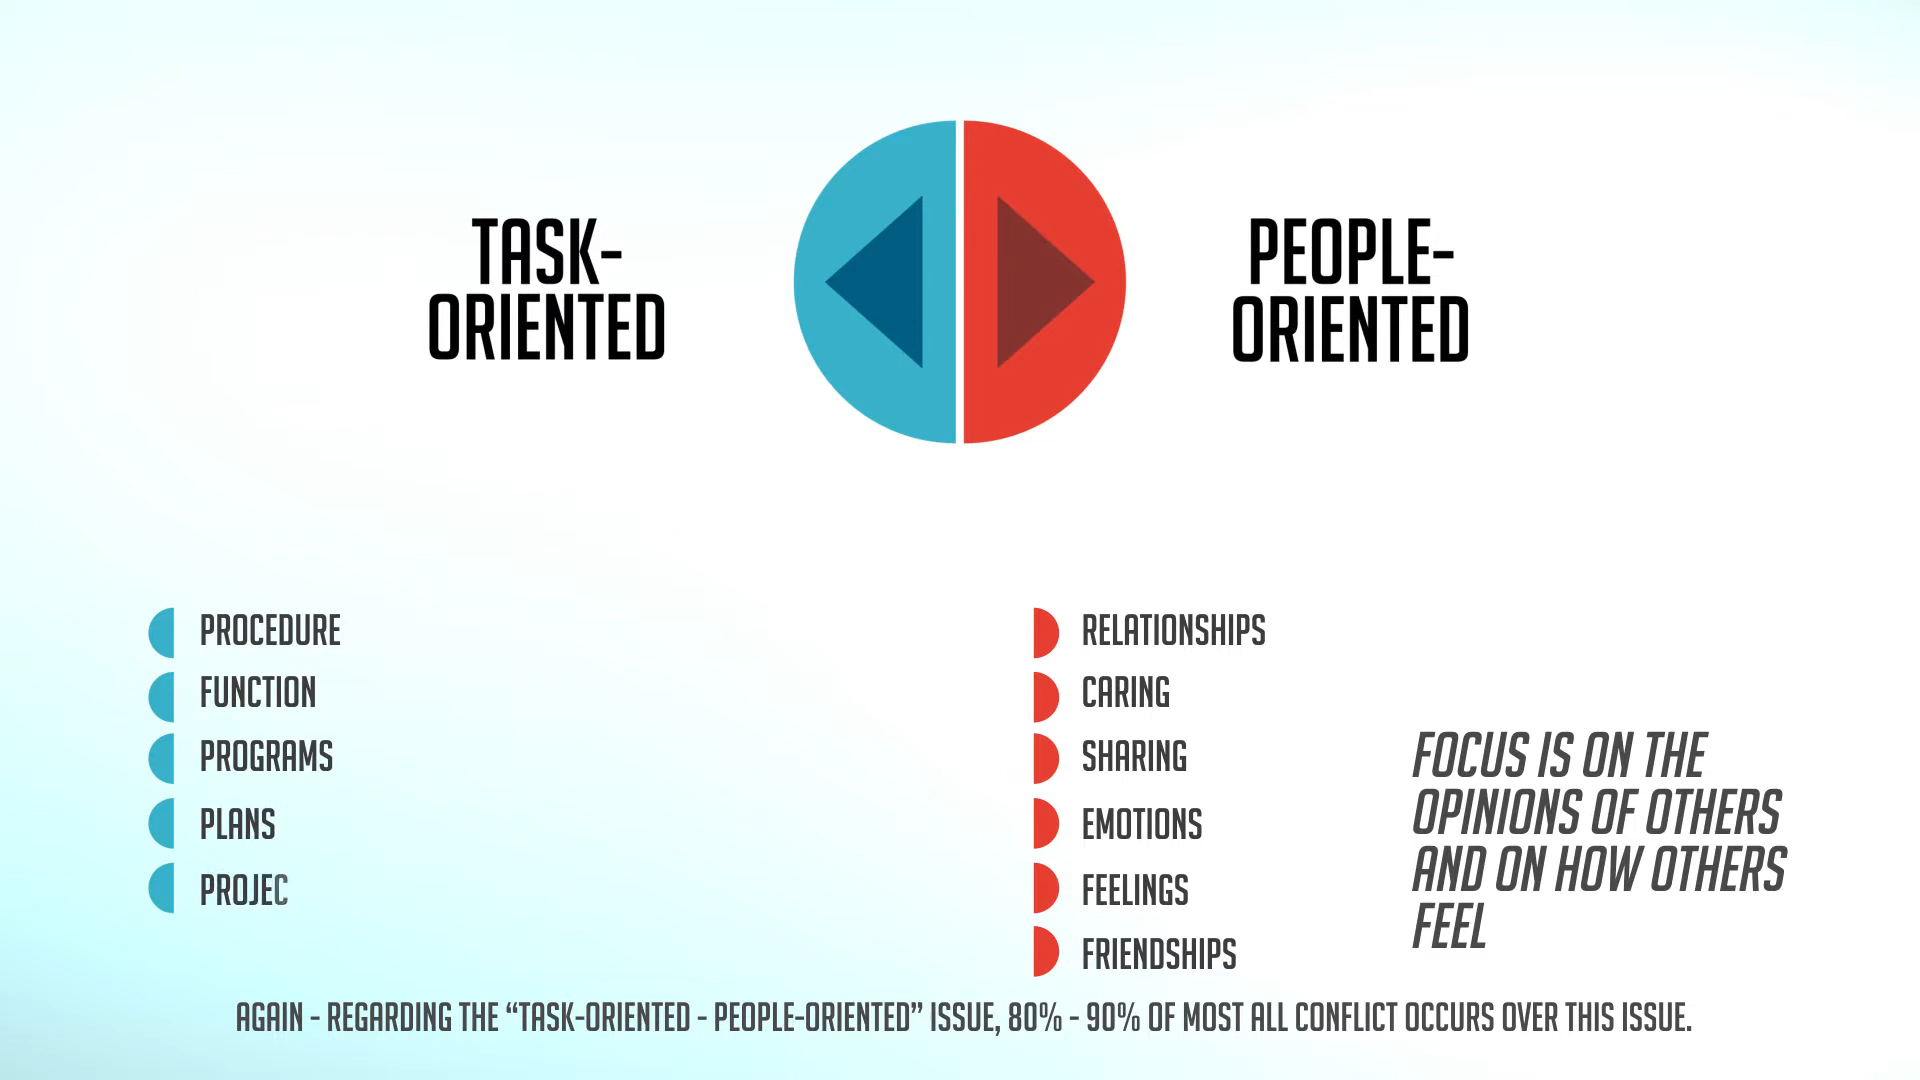 TASK-
ORIENTED
PEOPLE-
ORIENTED
PROCEDURE
FUNCTION
PROGRAMS
PLANS
PROJEC
RELATIONSHIPS
CARING
SHARING
EMOTIONS
FEELINGS
FRIENDSHIPS
FOCUS IS ON THE
OPINIONS OF OTHERS
AND ON HOW OTHERS
FEEL
AGAIN - REGARDING THE “TASK-ORIENTED - PEOPLE-ORIENTED” ISSUE, 80% - 90% OF MOST ALL CONFLICT OCCURS OVER THIS ISSUE.